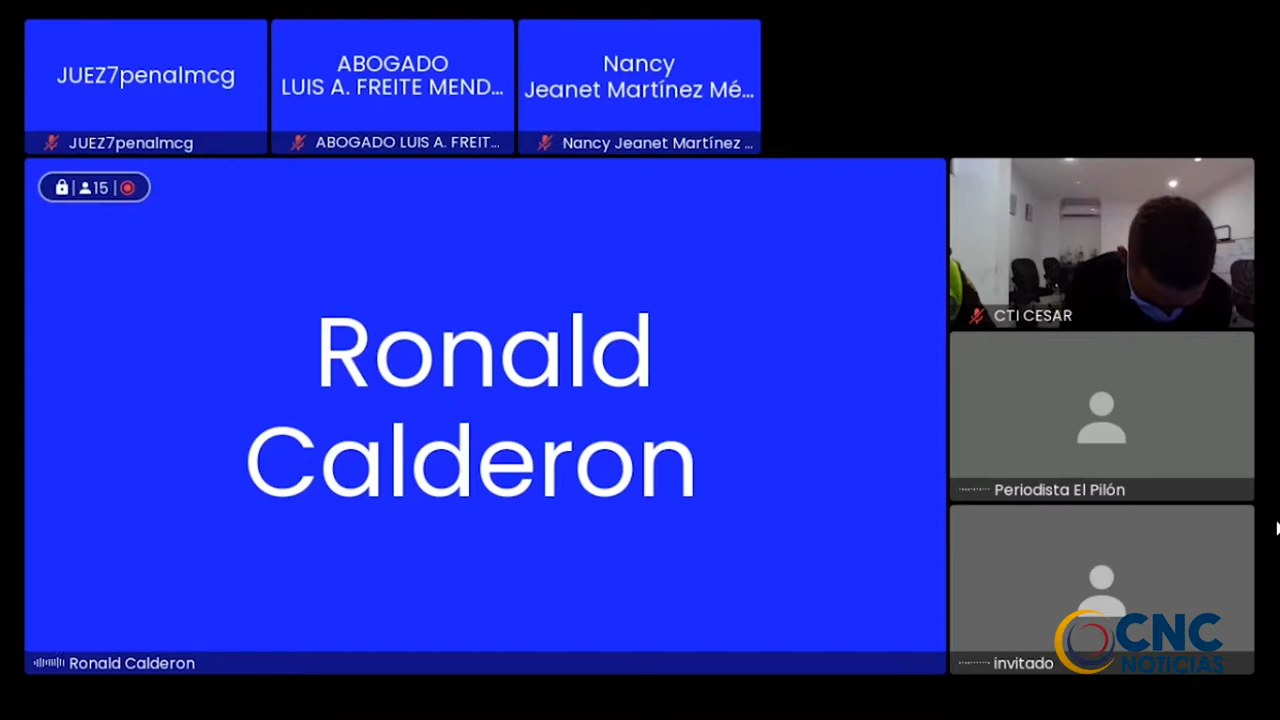 JUEZ7penalmcg
JUEZ7penalmcg
ABOGADO
LUIS A. FREITE MEND...
ABOGADO LUIS A. FREIT...
Nancy
Jeanet Martínez Mé...
Nancy Jeanet Martínez ...
15
Ronald
Calderon
Ronald Calderon
CTI CESAR
Periodista El Pilón
invitado
CNC
NOTICIAS